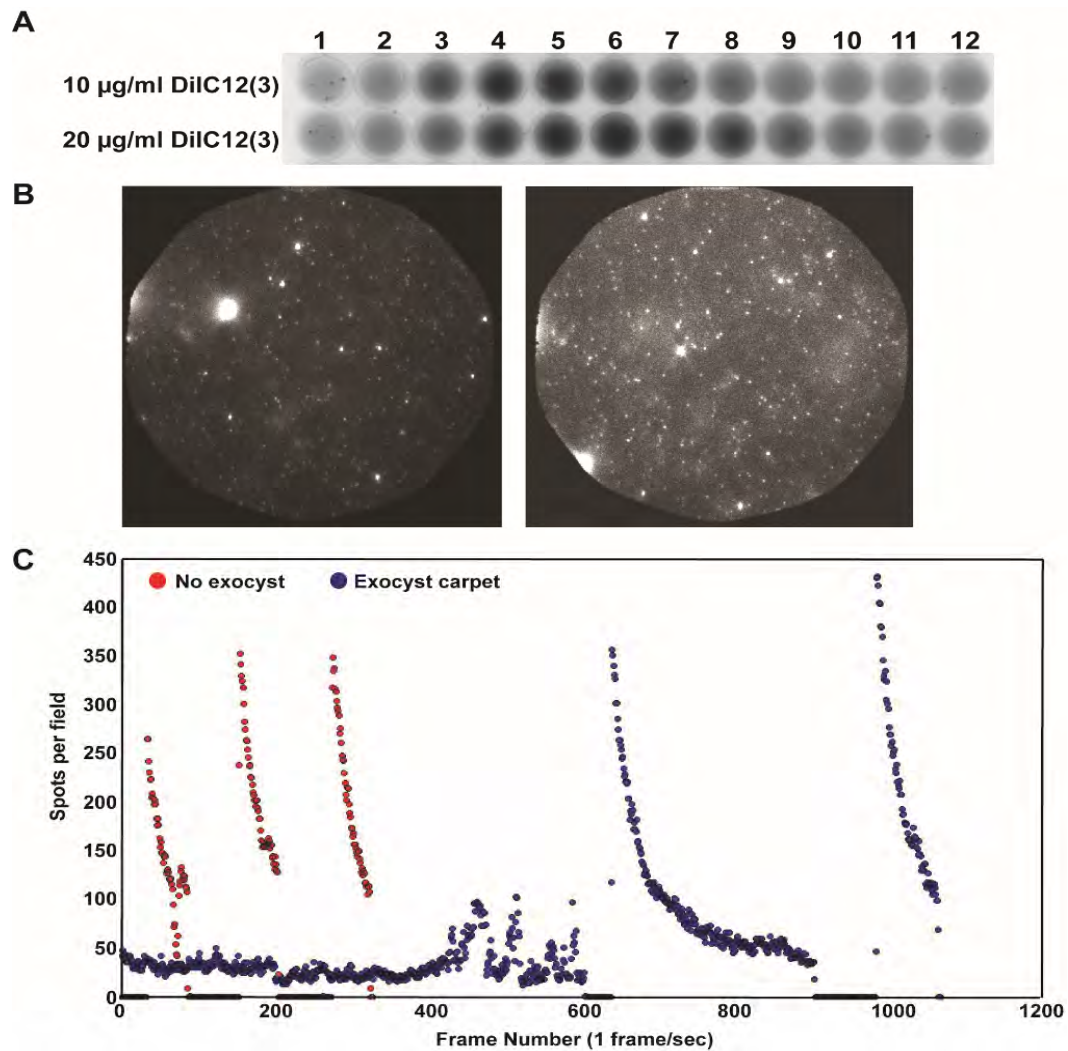 A
1 2 3 4 5 6 7 8 9 10 11 12
10 µg/ml DiIC12(3)
20 µg/ml DiIC12(3)
B
C
No exocyst
Exocyst carpet
450
400
350
300
250
200
150
100
50
0
Spots per field
0 200 400 600 800 1000 1200
Frame Number (1 frame/sec)